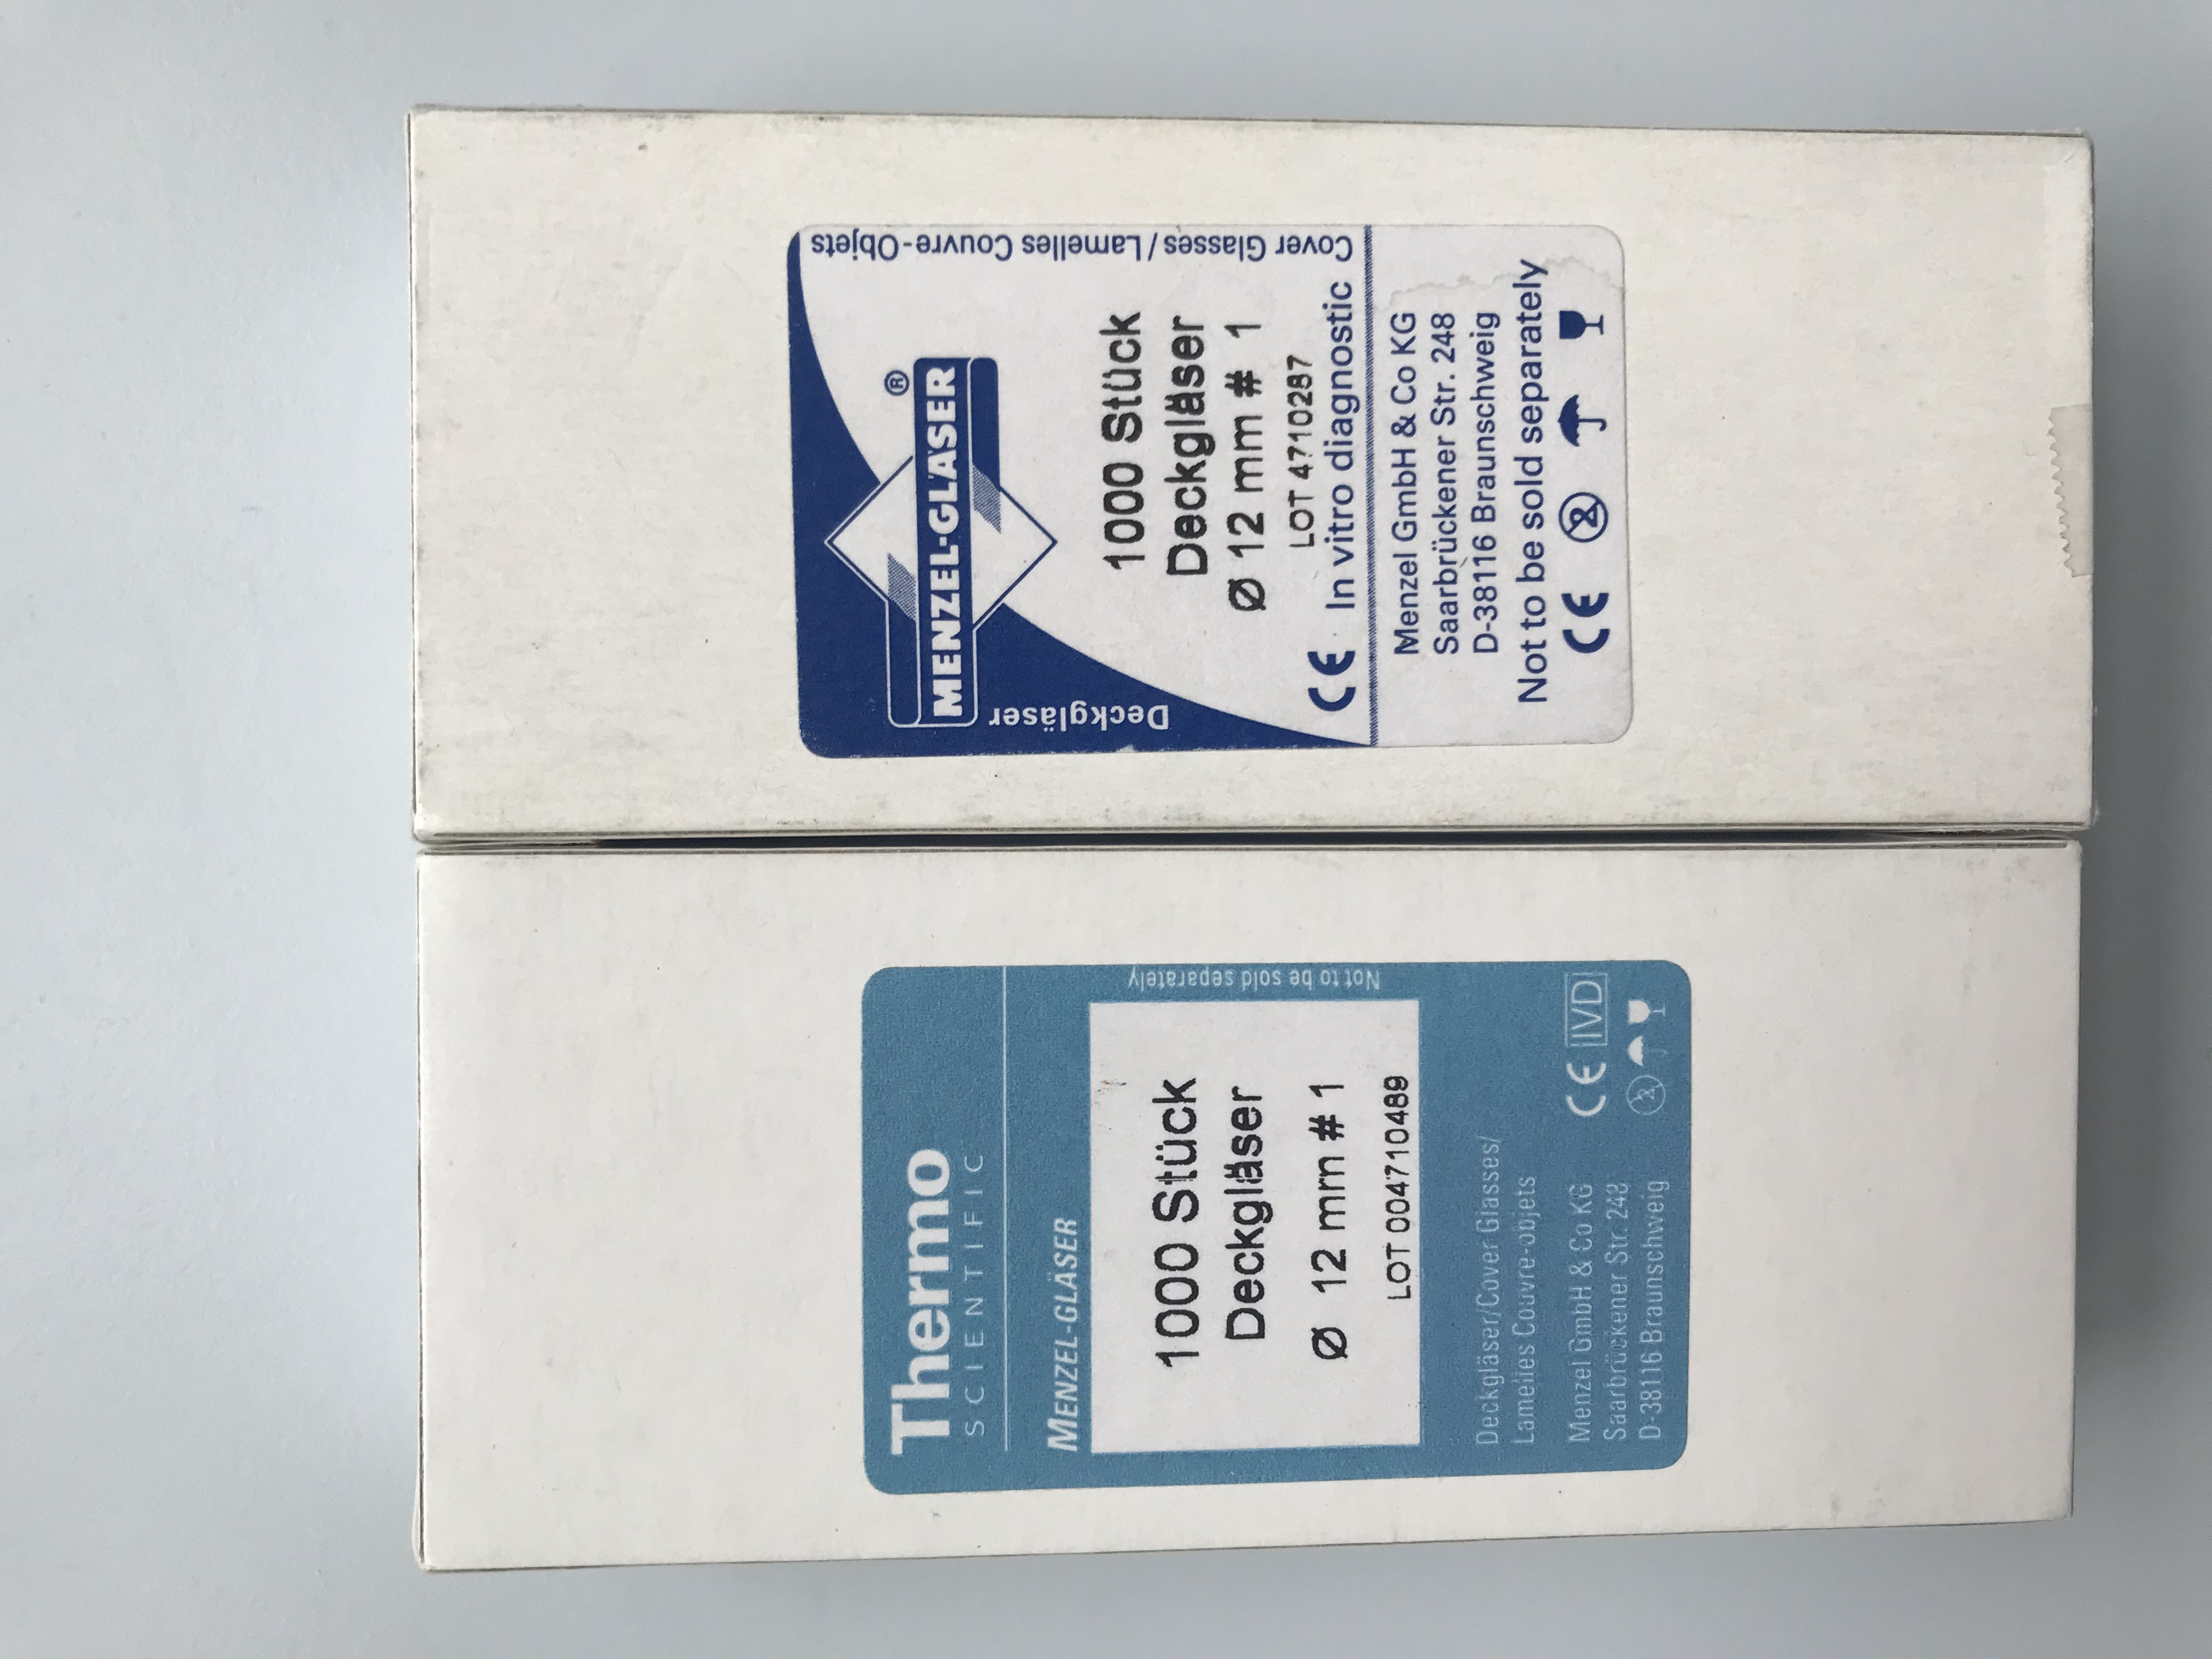 Thermo
SCIENTIFIC
MENZEL-GLÄSER
1000 Stück
Deckgläser
Ø 12 mm # 1
LOT 004710489
Not to be sold separately
Deckgläser/Cover Glasses/
Lamelles Couvre-objets
Menzel GmbH & Co KG
Saarbrückener Str. 248
D-38116 Braunschweig
CE IVD
2
MENZEL-GLÄSER®
Deckgläser
Cover Glasses / Lamelles Couvre-Objets
1000 Stück
Deckgläser
Ø 12 mm # 1
LOT 4710287
CE In vitro diagnostic
Menzel GmbH & Co KG
Saarbrückener Str. 248
D-38116 Braunschweig
Not to be sold separately
CE 2